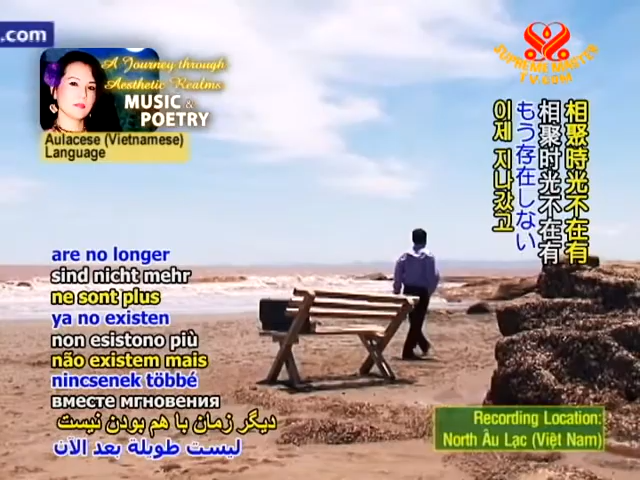 .com
A Journey through
Aesthetic Realms
MUSIC &
POETRY
Aulacese (Vietnamese)
Language
SUPREME MASTER
TV.com
相聚時光不在有
相聚时光不在有
もう存在しない
이제 지나갔고
are no longer
sind nicht mehr
ne sont plus
ya no existen
non esistono più
não existem mais
nincsenek többé
вместе мгновения
دیگر زمان با هم بودن نیست
ليست طويلة بعد الآن
Recording Location:
North Âu Lạc (Việt Nam)